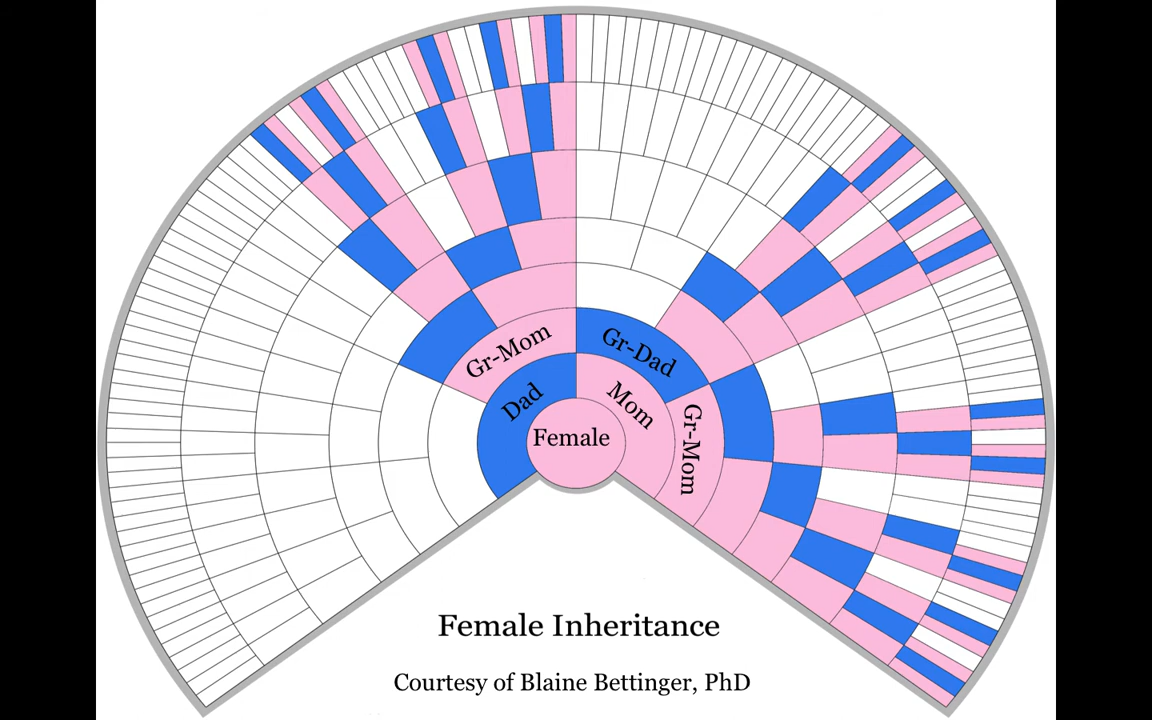 Gr-Mom
Gr-Dad
Dad
Mom
Gr-Mom
Female
Female Inheritance
Courtesy of Blaine Bettinger, PhD